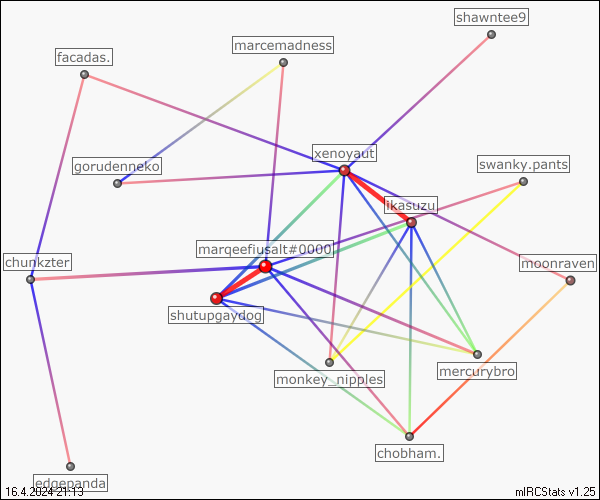 shawntee9
marcemadness
facadas.
xenoyaut
gorudenneko
swanky.pants
ikasuzu
marqeefiusalt#0000
chunkzter
moonraven
shutupgaydog
mercurybro
monkey_nipples
chobham.
edgepanda
16.4.2024 21:13
mIRCStats v1.25